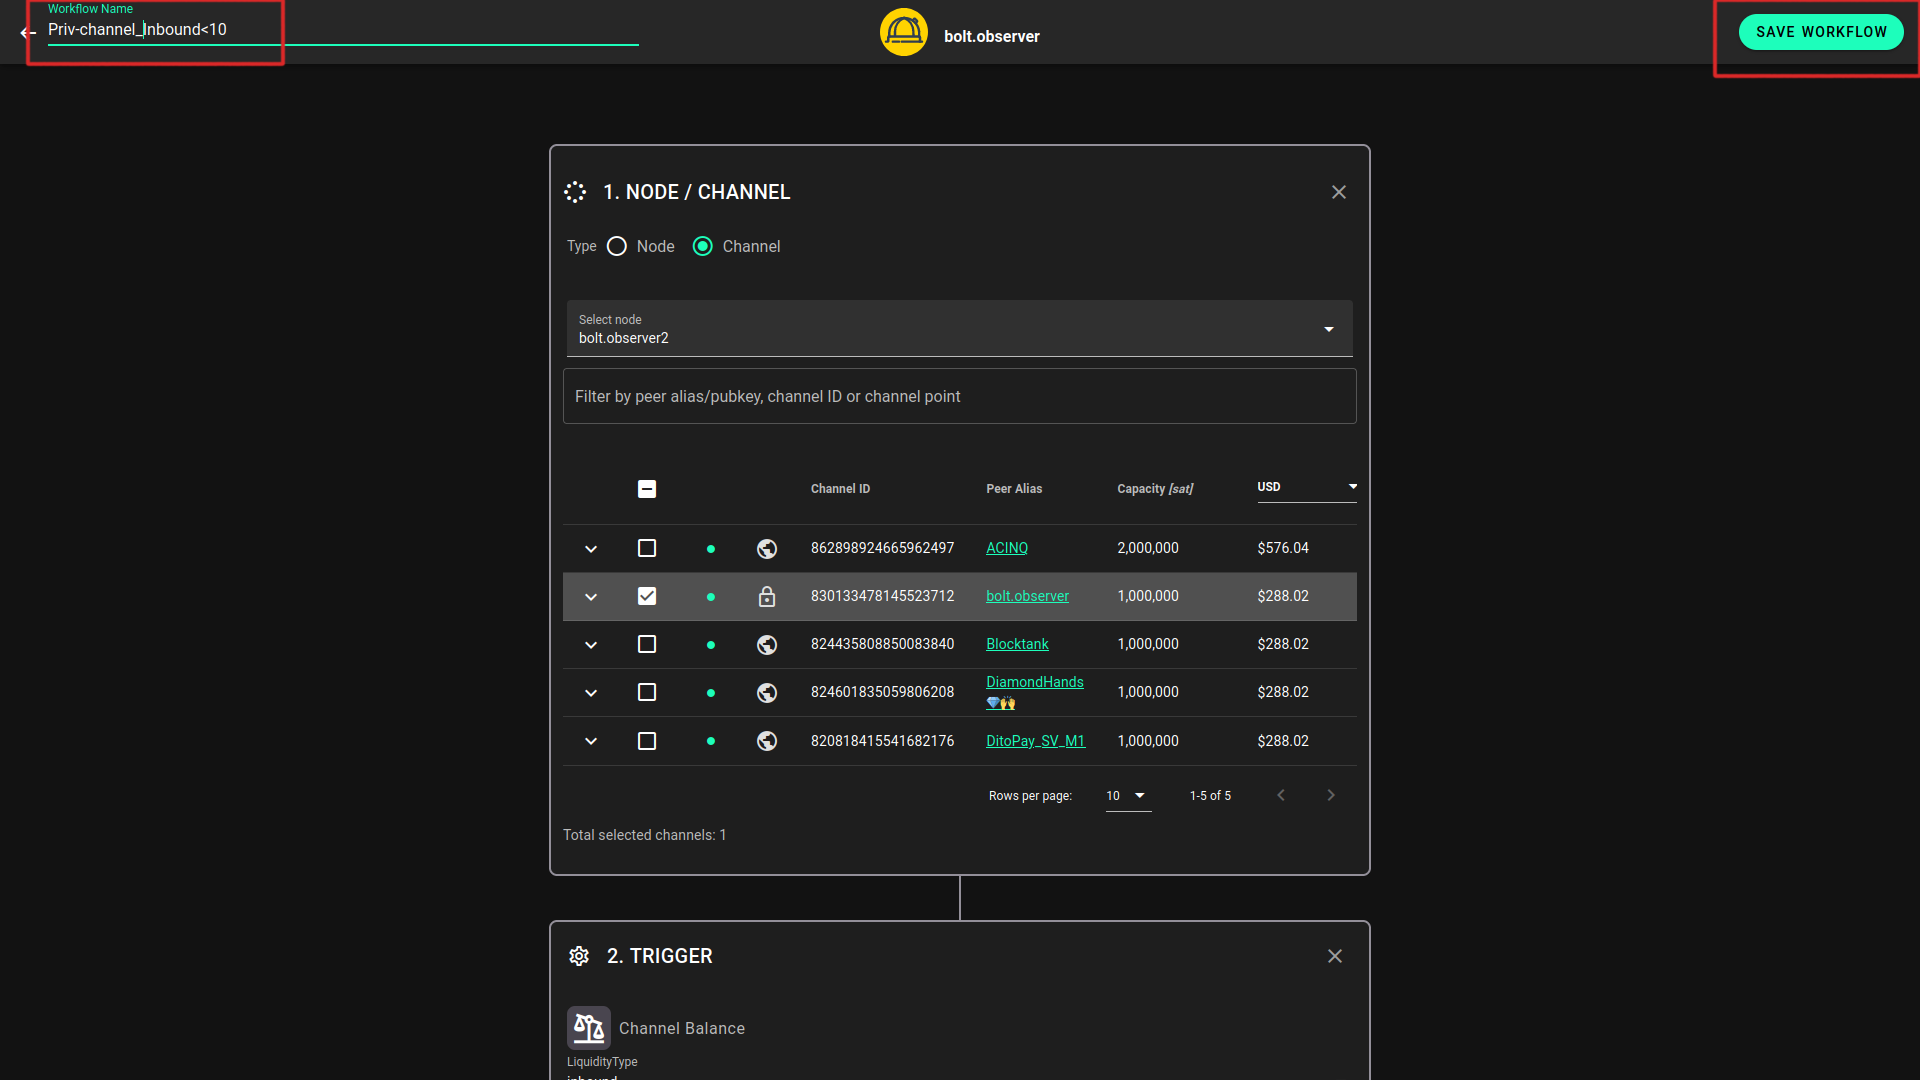 Workflow Name
Priv-channel_Inbound<10
bolt.observer
SAVE WORKFLOW
1. NODE / CHANNEL
Type Node Channel
Select node
bolt.observer2
Filter by peer alias/pubkey, channel ID or channel point
Channel ID Peer Alias Capacity [sat] USD
862898924665962497 ACINQ 2,000,000 $576.04
830133478145523712 bolt.observer 1,000,000 $288.02
824435808850083840 Blocktank 1,000,000 $288.02
824601835059806208 DiamondHands 1,000,000 $288.02
💎🙌
820818415541682176 DitoPay_SV_M1 1,000,000 $288.02
Rows per page: 10 1-5 of 5
Total selected channels: 1
2. TRIGGER
Channel Balance
LiquidityType
inbound